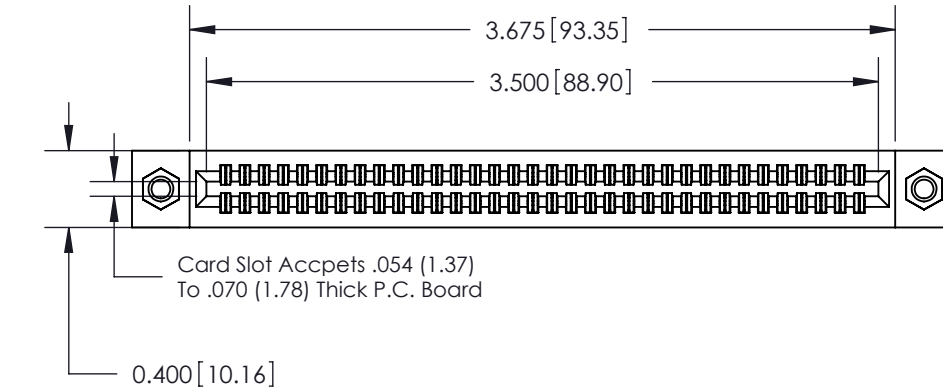 3.675[93.35]
3.500[88.90]
Card Slot Accpets .054 (1.37)
To .070 (1.78) Thick P.C. Board
0.400[10.16]